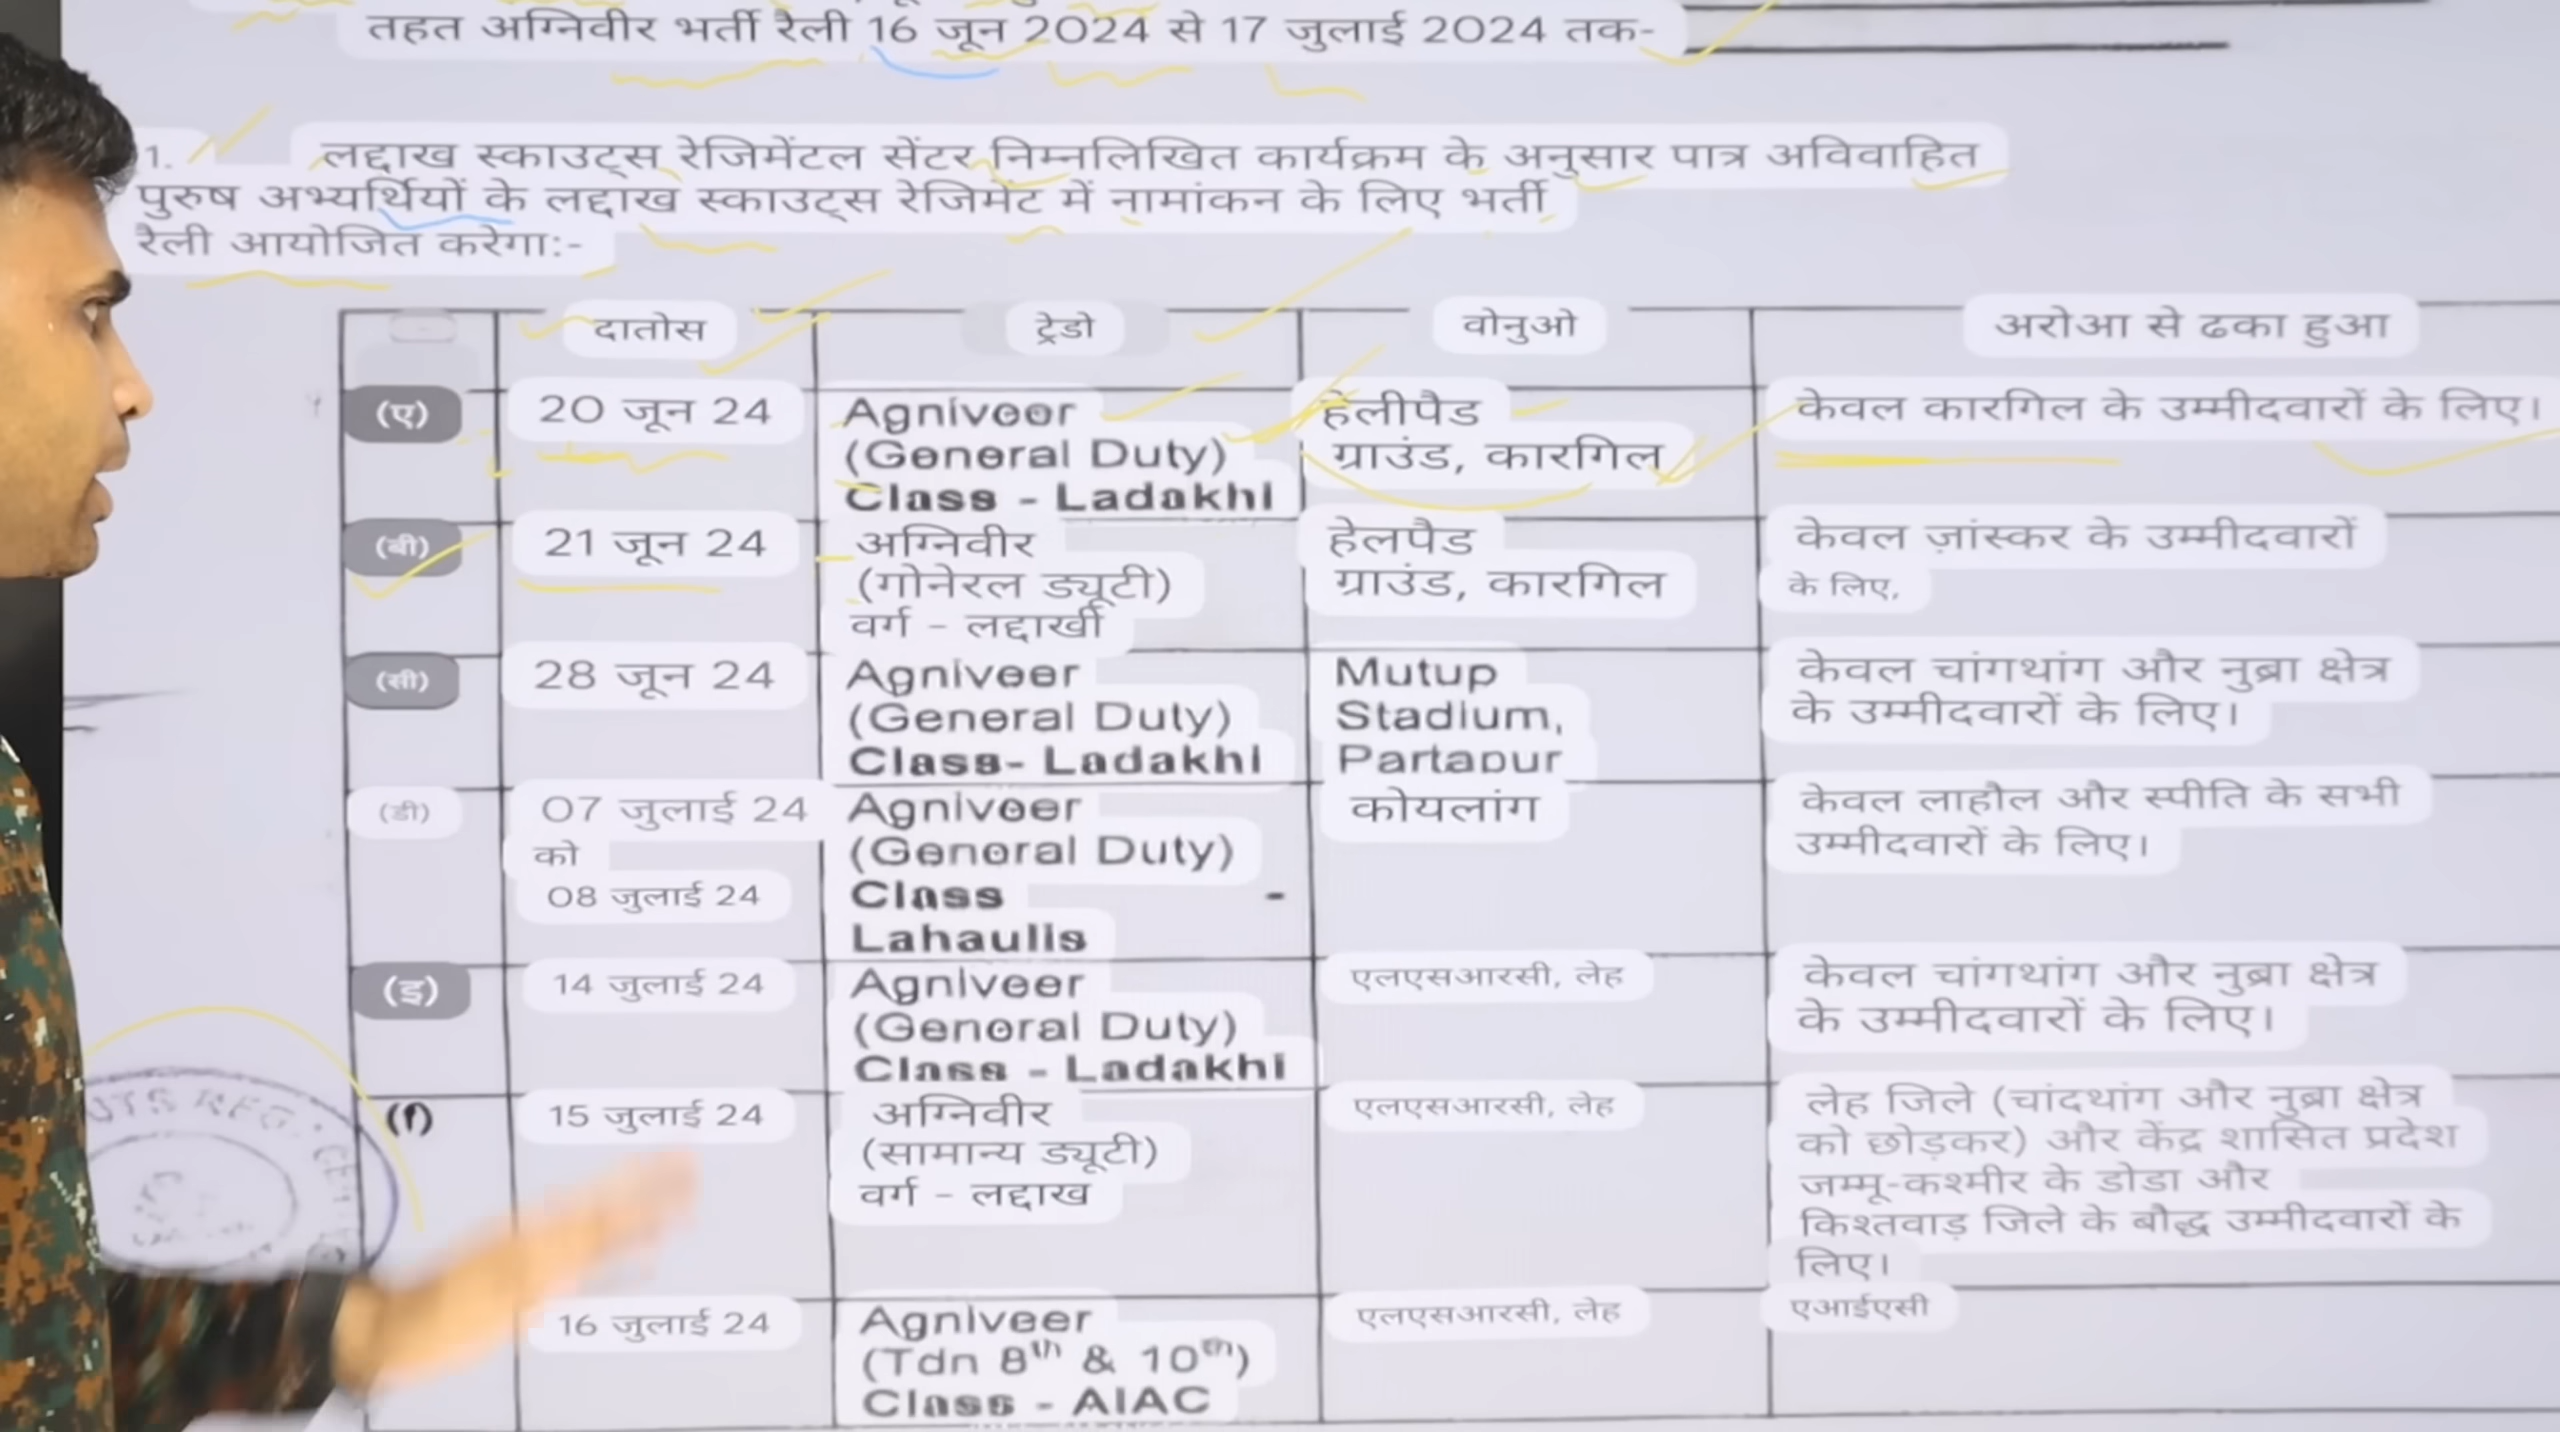 तहत अग्निवीर भर्ती रैली 16 जून 2024 से 17 जुलाई 2024 तक-
1. लद्दाख स्काउट्स रेजिमेंटल सेंटर निम्नलिखित कार्यक्रम के अनुसार पात्र अविवाहित
पुरुष अभ्यर्थियों के लद्दाख स्काउट्स रेजिमेंट में नामांकन के लिए भर्ती
रैली आयोजित करेगा:-
दातोस ट्रेडो वोनुओ अरोआ से ढका हुआ
(ए) 20 जून 24 Agniveer हेलीपैड केवल कारगिल के उम्मीदवारों के लिए।
(General Duty) ग्राउंड, कारगिल
Class - Ladakhi
(बी) 21 जून 24 अग्निवीर हेलपैड केवल ज़ांस्कर के उम्मीदवारों
(गोनेरल ड्यूटी) ग्राउंड, कारगिल के लिए,
वर्ग - लद्दाखी
(सी) 28 जून 24 Agniveer Mutup केवल चांगथांग और नुब्रा क्षेत्र
(General Duty) Stadium, के उम्मीदवारों के लिए।
Class- Ladakhi Partapur
(डी) 07 जुलाई 24 Agniveer कोयलांग केवल लाहौल और स्पीति के सभी
को (General Duty) उम्मीदवारों के लिए।
08 जुलाई 24 Class -
Lahaulis
(इ) 14 जुलाई 24 Agniveer एलएसआरसी, लेह केवल चांगथांग और नुब्रा क्षेत्र
(General Duty) के उम्मीदवारों के लिए।
Class - Ladakhi
(f) 15 जुलाई 24 अग्निवीर एलएसआरसी, लेह लेह जिले (चांदथांग और नुब्रा क्षेत्र
(सामान्य ड्यूटी) को छोड़कर) और केंद्र शासित प्रदेश
वर्ग - लद्दाख जम्मू-कश्मीर के डोडा और
किश्तवाड़ जिले के बौद्ध उम्मीदवारों के
लिए।
16 जुलाई 24 Agniveer एलएसआरसी, लेह एआईएसी
(Tdn 8th & 10th)
Class - AIAC